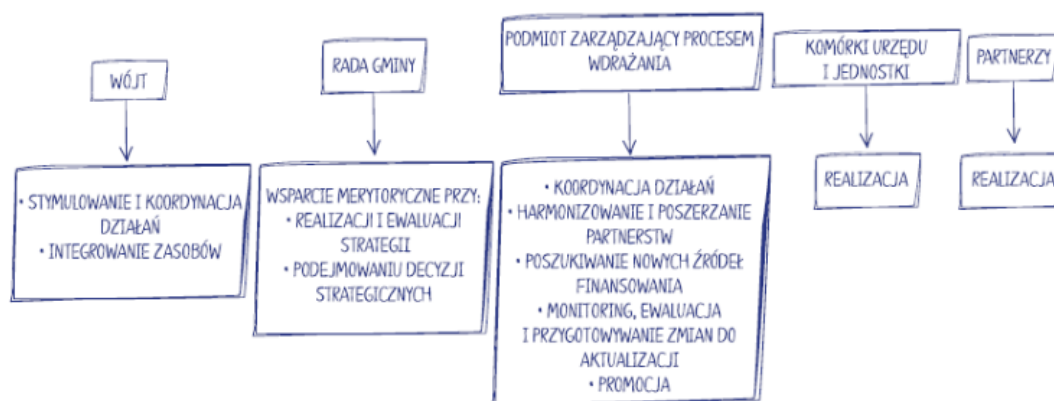 WÓJT
• STYMULOWANIE I KOORDYNACJA
DZIAŁAŃ
• INTEGROWANIE ZASOBÓW
RADA GMINY
WSPARCIE MERYTORYCZNE PRZY:
• REALIZACJI I EWALUACJI
STRATEGII
• PODEJMOWANIU DECYZJI
STRATEGICZNYCH
PODMIOT ZARZĄDZAJĄCY PROCESEM
WDRAŻANIA
• KOORDYNACJA DZIAŁAŃ
• HARMONIZOWANIE I POSZERZANIE
PARTNERSTW
• POSZUKIWANIE NOWYCH ŹRÓDEŁ
FINANSOWANIA
• MONITORING, EWALUACJA
I PRZYGOTOWYWANIE ZMIAN DO
AKTUALIZACJI
• PROMOCJA
KOMÓRKI URZĘDU
I JEDNOSTKI
REALIZACJA
PARTNERZY
REALIZACJA